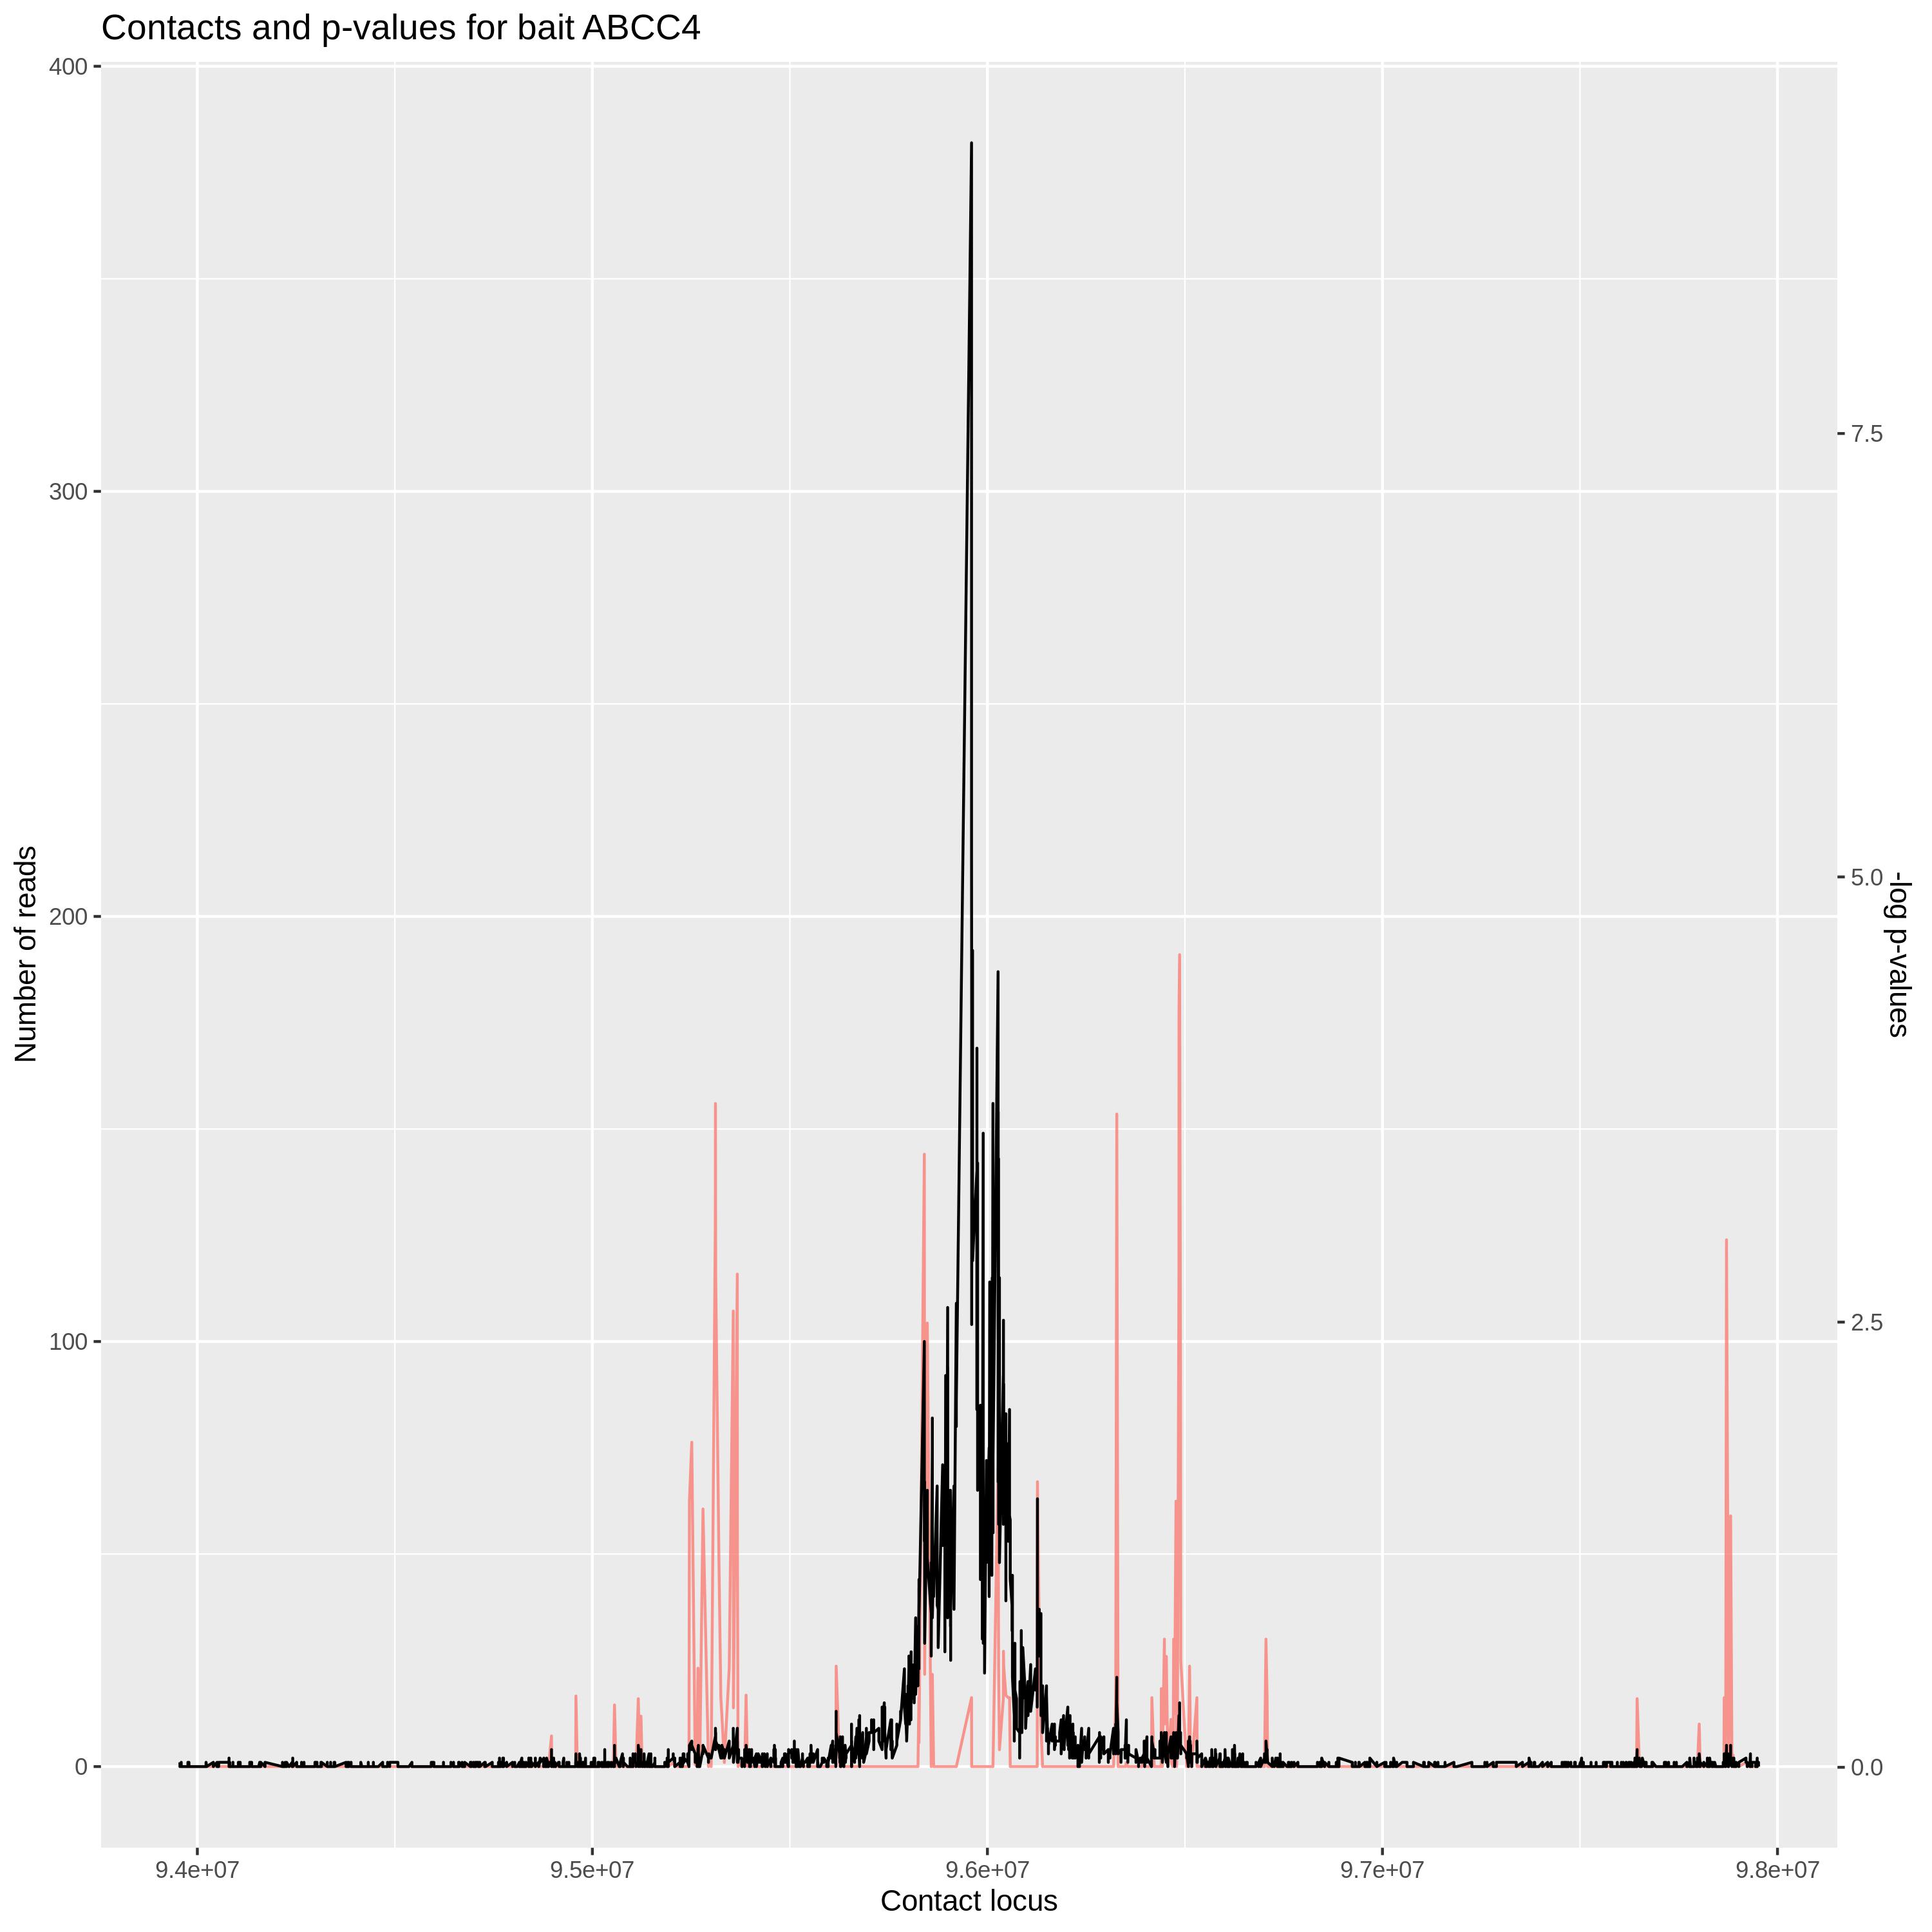 Contacts and p-values for bait ABCC4
400
300
200
100
0
Number of reads
7.5
5.0
2.5
0.0
-log p-values
9.4e+07
9.5e+07
9.6e+07
9.7e+07
9.8e+07
Contact locus